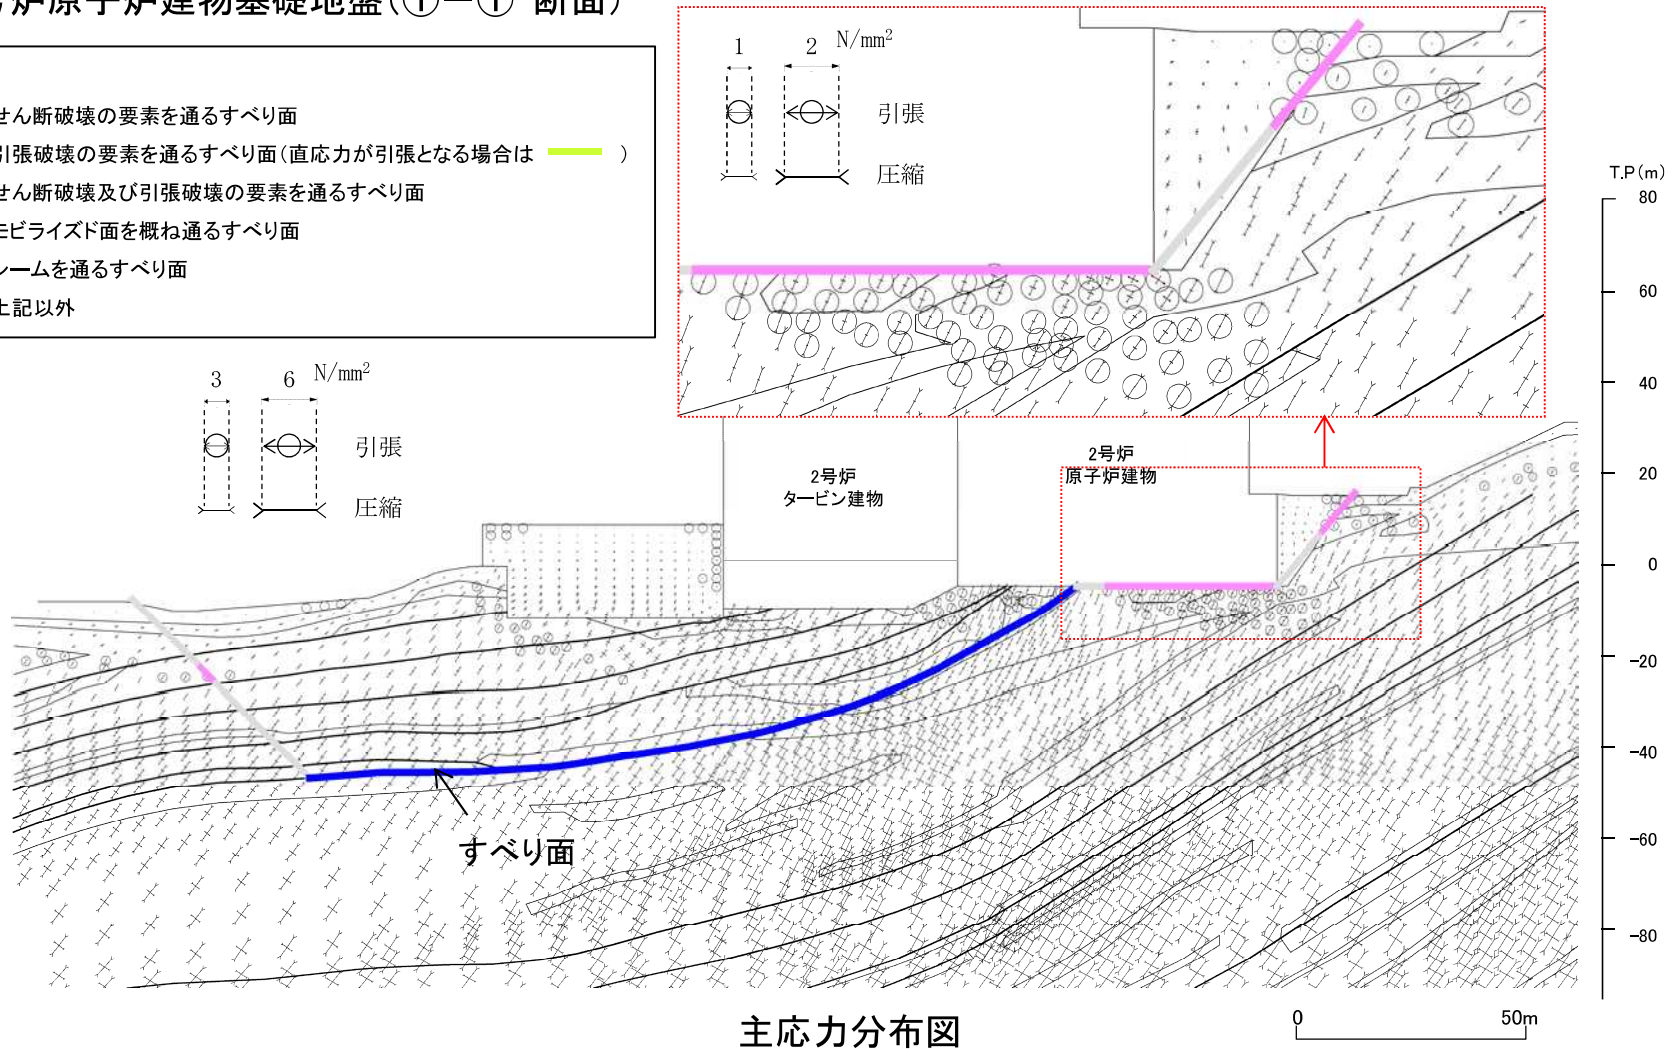 炉原子炉建物基礎地盤(①-①'断面)
せん断破壊の要素を通るすべり面
引張破壊の要素を通るすべり面(直応力が引張となる場合は )
せん断破壊及び引張破壊の要素を通るすべり面
モビライズド面を概ね通るすべり面
シームを通るすべり面
上記以外
1 2 N/mm²
引張
圧縮
3 6 N/mm²
引張
圧縮
2号炉
タービン建物
2号炉
原子炉建物
すべり面
T.P(m)
80
60
40
20
0
-20
-40
-60
-80
主応力分布図
0 50m